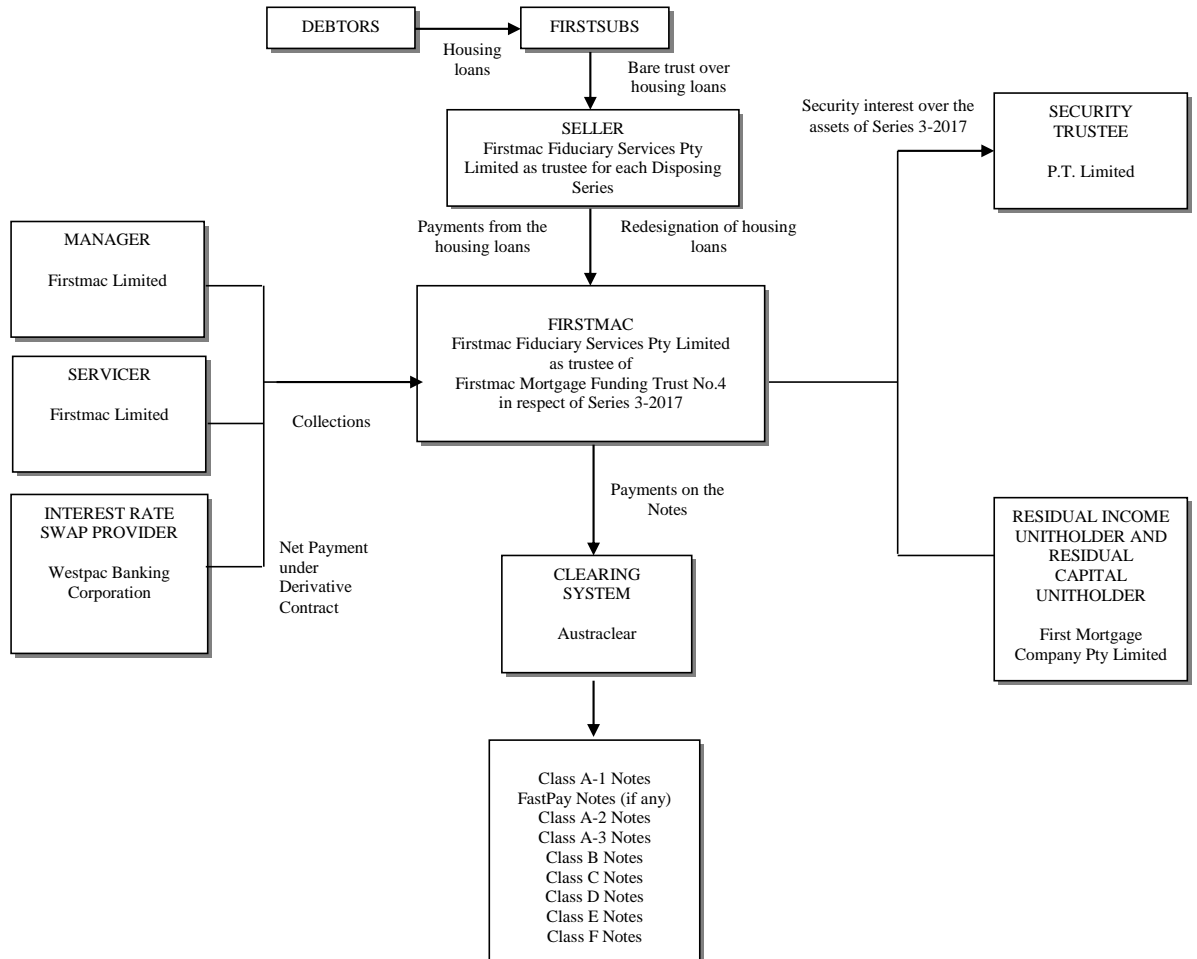 DEBTORS
FIRSTSUBS
Housing
loans
Bare trust over
housing loans
SELLER
Firstmac Fiduciary Services Pty
Limited as trustee for each Disposing
Series
Security interest over the
assets of Series 3-2017
SECURITY
TRUSTEE
P.T. Limited
Payments from the
housing loans
Redesignation of housing
loans
MANAGER
Firstmac Limited
SERVICER
Firstmac Limited
INTEREST RATE
SWAP PROVIDER
Westpac Banking
Corporation
Collections
Net Payment
under
Derivative
Contract
FIRSTMAC
Firstmac Fiduciary Services Pty Limited
as trustee of
Firstmac Mortgage Funding Trust No.4
in respect of Series 3-2017
Payments on the
Notes
CLEARING
SYSTEM
Austraclear
RESIDUAL INCOME
UNITHOLDER AND
RESIDUAL
CAPITAL
UNITHOLDER
First Mortgage
Company Pty Limited
Class A-1 Notes
FastPay Notes (if any)
Class A-2 Notes
Class A-3 Notes
Class B Notes
Class C Notes
Class D Notes
Class E Notes
Class F Notes